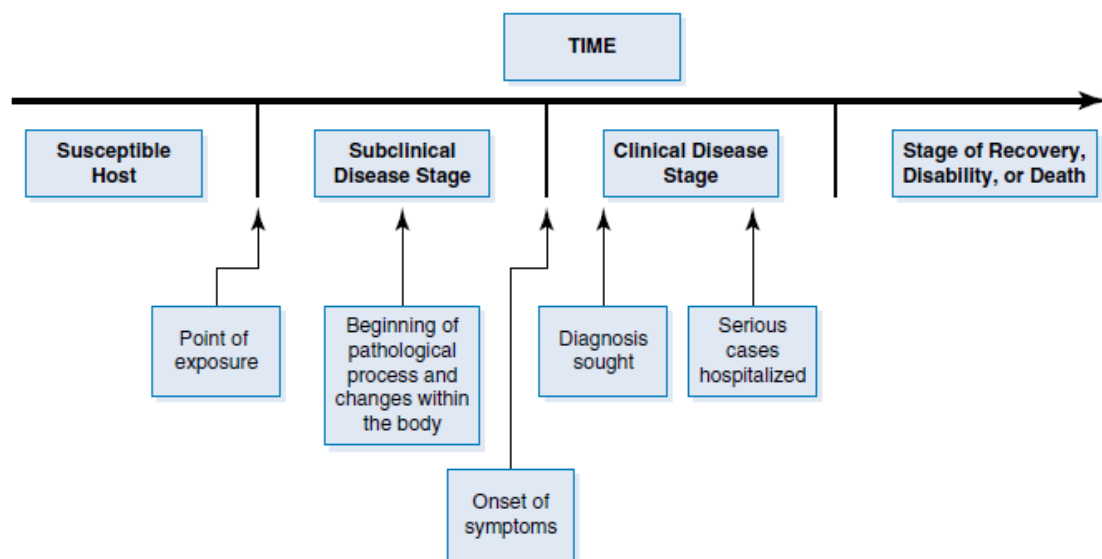 TIME
Susceptible
Host
Subclinical
Disease Stage
Clinical Disease
Stage
Stage of Recovery,
Disability, or Death
Point of
exposure
Beginning of
pathological
process and
changes within
the body
Onset of
symptoms
Diagnosis
sought
Serious
cases
hospitalized